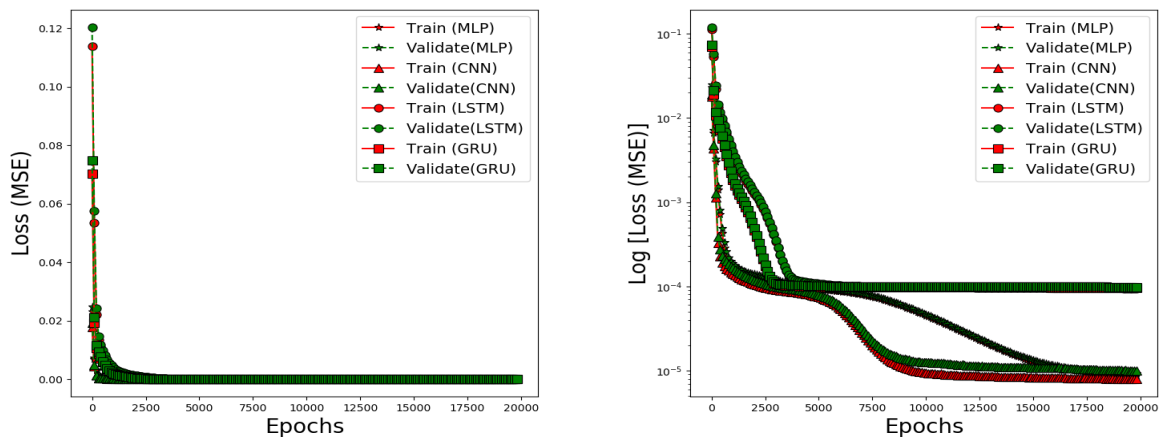 0.12
0.10
0.08
0.06
0.04
0.02
0.00
Loss (MSE)
0
2500
5000
7500
10000
12500
15000
17500
20000
Epochs
Train (MLP)
Validate(MLP)
Train (CNN)
Validate(CNN)
Train (LSTM)
Validate(LSTM)
Train (GRU)
Validate(GRU)
10⁻¹
10⁻²
10⁻³
10⁻⁴
10⁻⁵
Log [Loss (MSE)]
0
2500
5000
7500
10000
12500
15000
17500
20000
Epochs
Train (MLP)
Validate(MLP)
Train (CNN)
Validate(CNN)
Train (LSTM)
Validate(LSTM)
Train (GRU)
Validate(GRU)